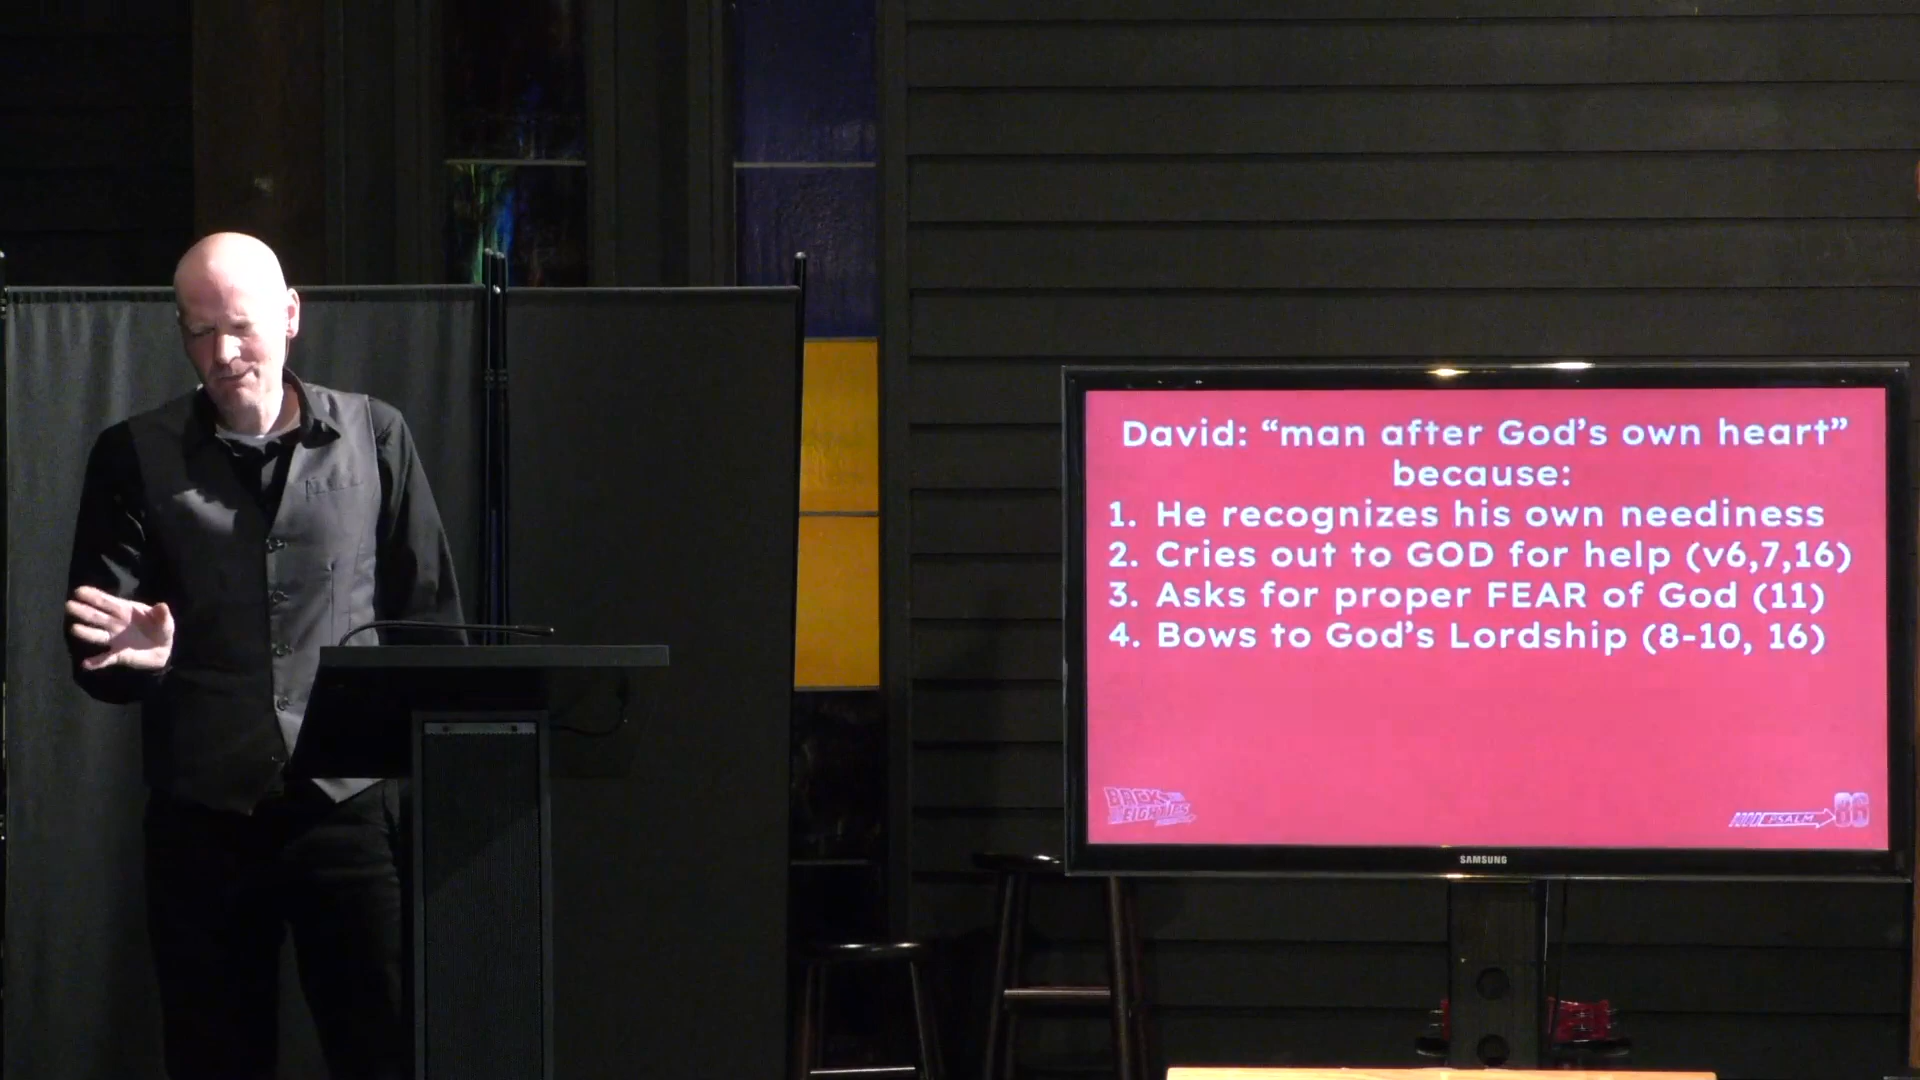 David: “man after God’s own heart”
because:
1. He recognizes his own neediness
2. Cries out to GOD for help (v6,7,16)
3. Asks for proper FEAR of God (11)
4. Bows to God’s Lordship (8-10, 16)
BACK
EIGHTIES
PSALM 86
SAMSUNG